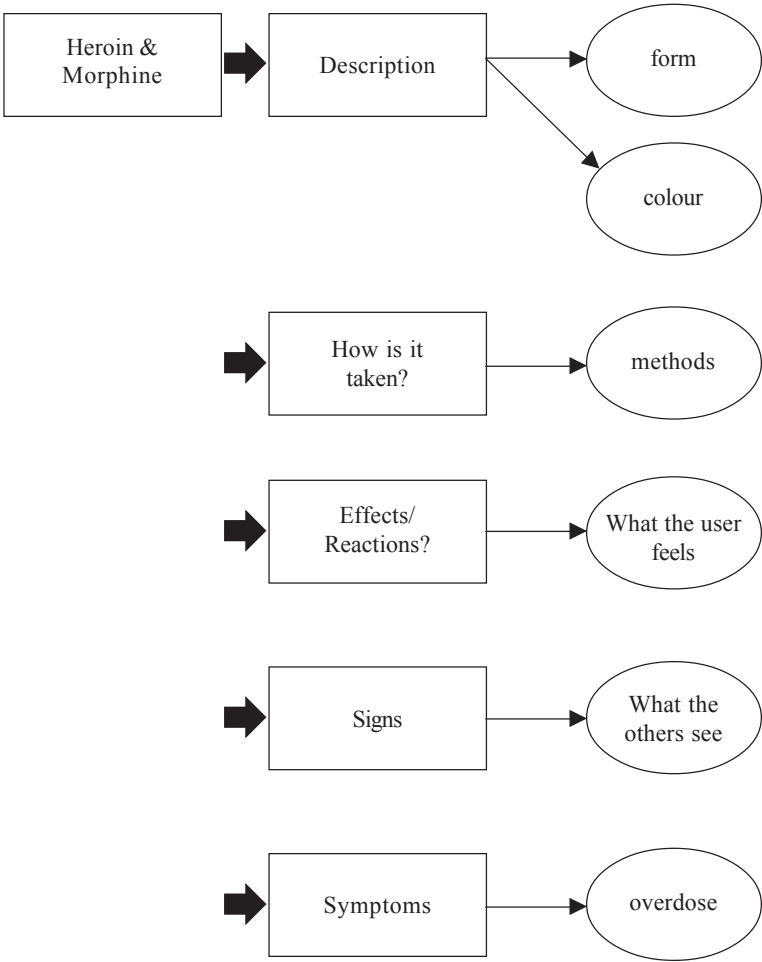 Heroin &
Morphine
Description
form
colour
How is it
taken?
methods
Effects/
Reactions?
What the user
feels
Signs
What the
others see
Symptoms
overdose